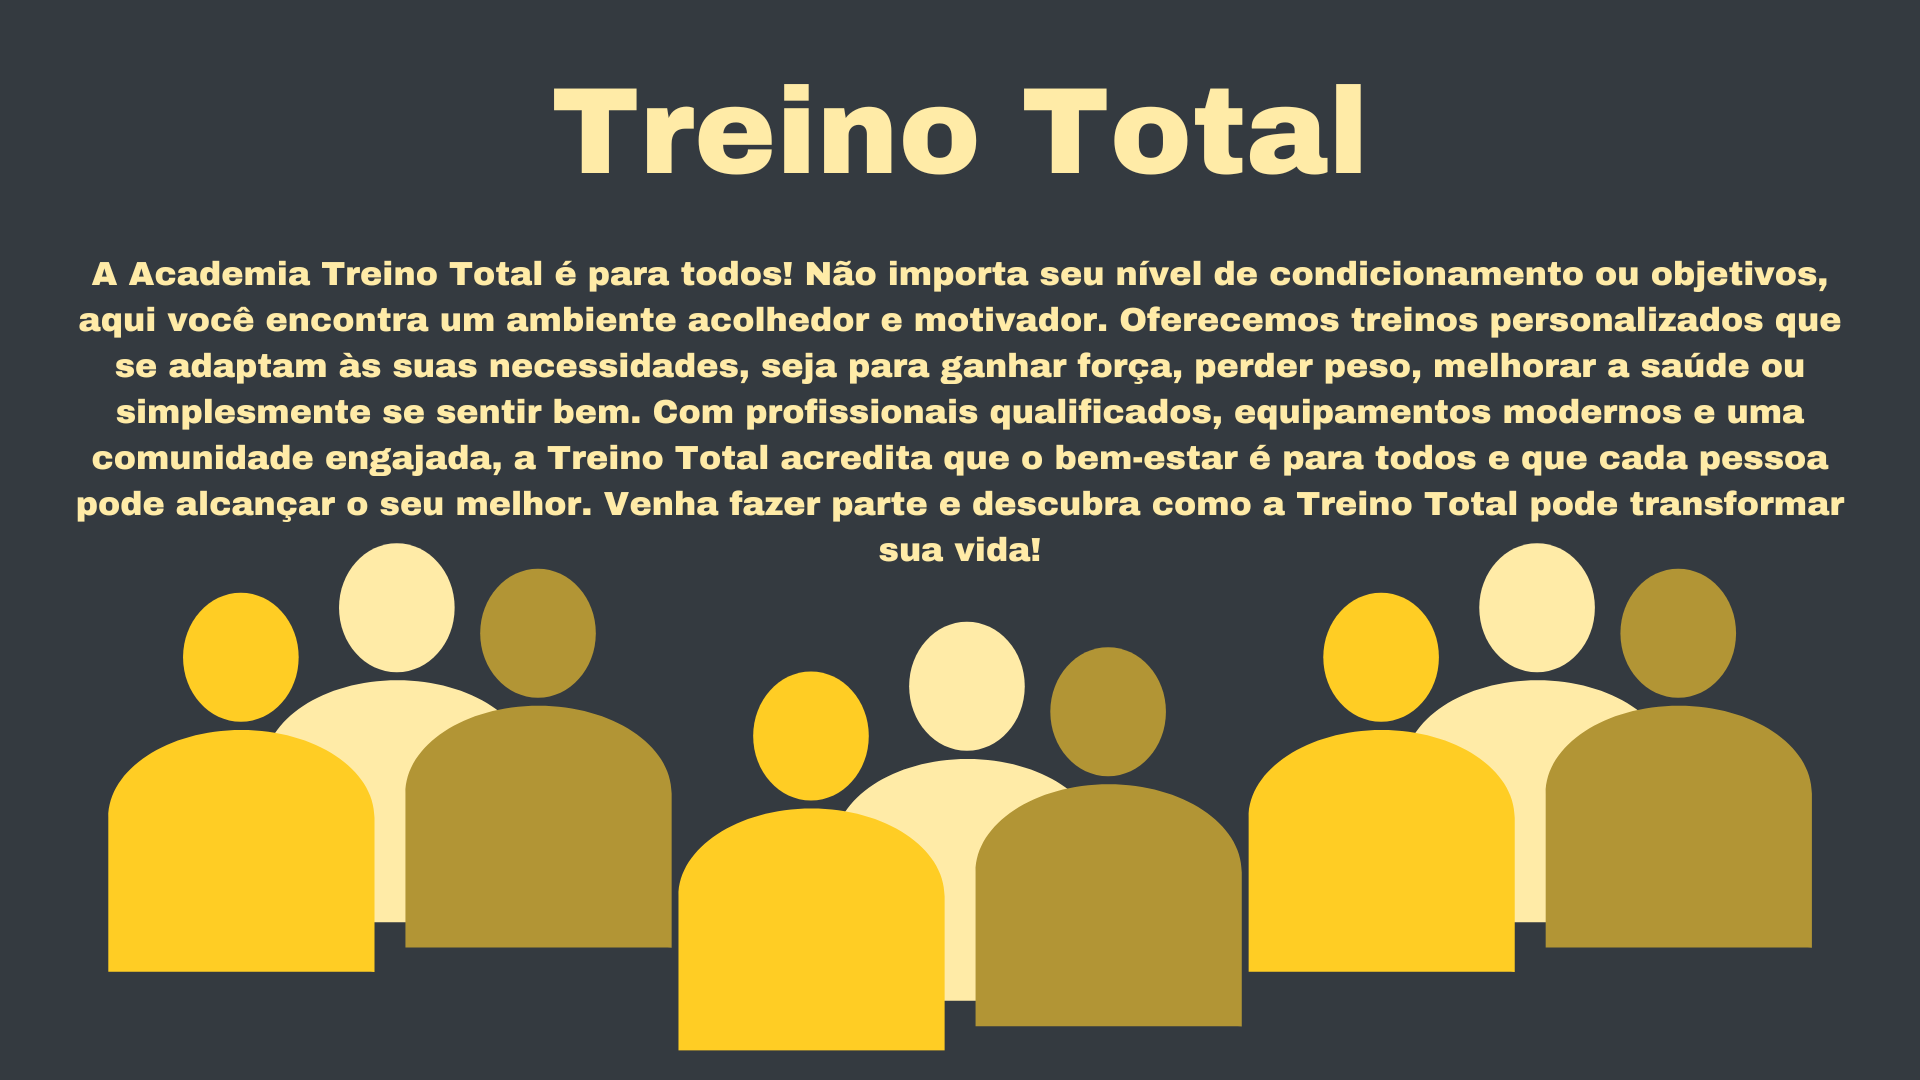 Treino Total
A Academia Treino Total é para todos! Não importa seu nível de condicionamento ou objetivos,
aqui você encontra um ambiente acolhedor e motivador. Oferecemos treinos personalizados que
se adaptam às suas necessidades, seja para ganhar força, perder peso, melhorar a saúde ou
simplesmente se sentir bem. Com profissionais qualificados, equipamentos modernos e uma
comunidade engajada, a Treino Total acredita que o bem-estar é para todos e que cada pessoa
pode alcançar o seu melhor. Venha fazer parte e descubra como a Treino Total pode transformar
sua vida!